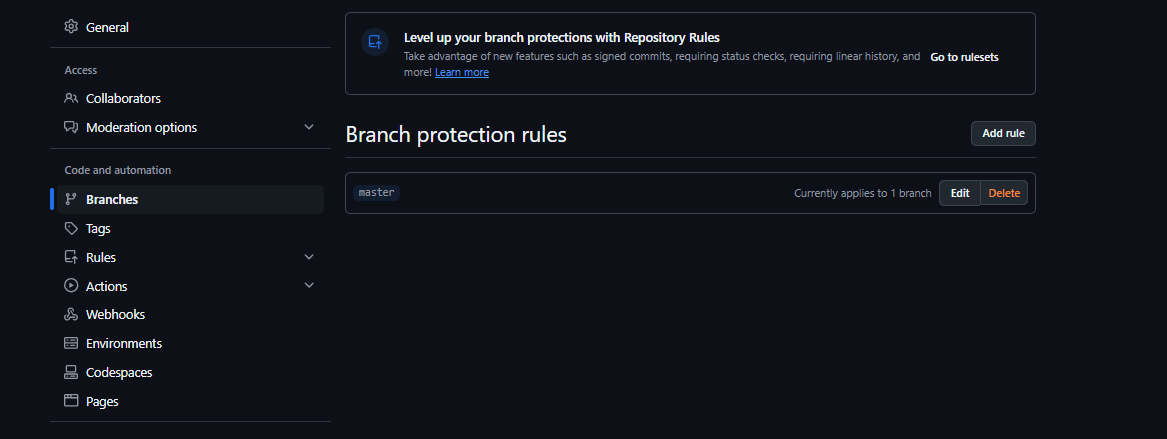 General
Access
Collaborators
Moderation options
Code and automation
Branches
Tags
Rules
Actions
Webhooks
Environments
Codespaces
Pages
Level up your branch protections with Repository Rules
Take advantage of new features such as signed commits, requiring status checks, requiring linear history, and
more! Learn more
Go to rulesets
Branch protection rules
Add rule
master
Currently applies to 1 branch
Edit
Delete